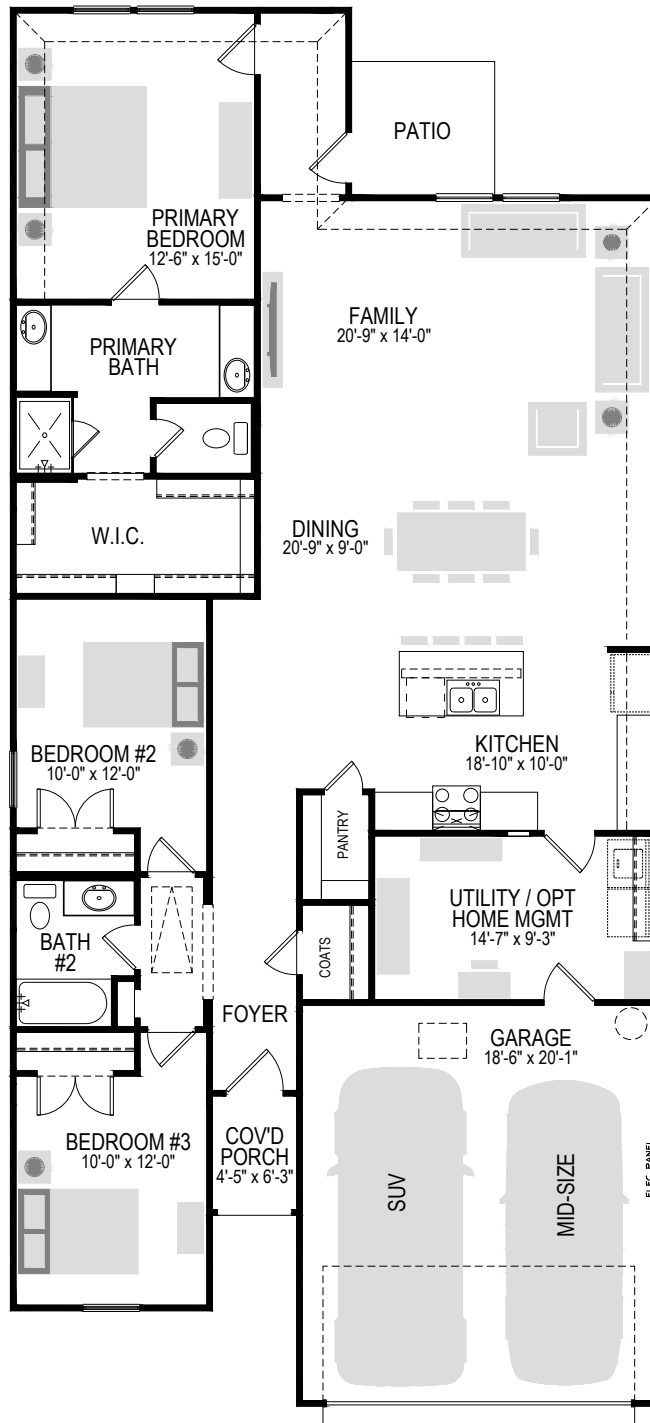 PATIO
PRIMARY
BEDROOM
12'-6" x 15'-0"
FAMILY
20'-9" x 14'-0"
PRIMARY
BATH
W.I.C.
DINING
20'-9" x 9'-0"
BEDROOM #2
10'-0" x 12'-0"
KITCHEN
18'-10" x 10'-0"
PANTRY
UTILITY / OPT
HOME MGMT
14'-7" x 9'-3"
BATH
#2
COATS
FOYER
GARAGE
18'-6" x 20'-1"
BEDROOM #3
10'-0" x 12'-0"
COV'D
PORCH
4'-5" x 6'-3"
SUV
MID-SIZE
ELEC. PANEL